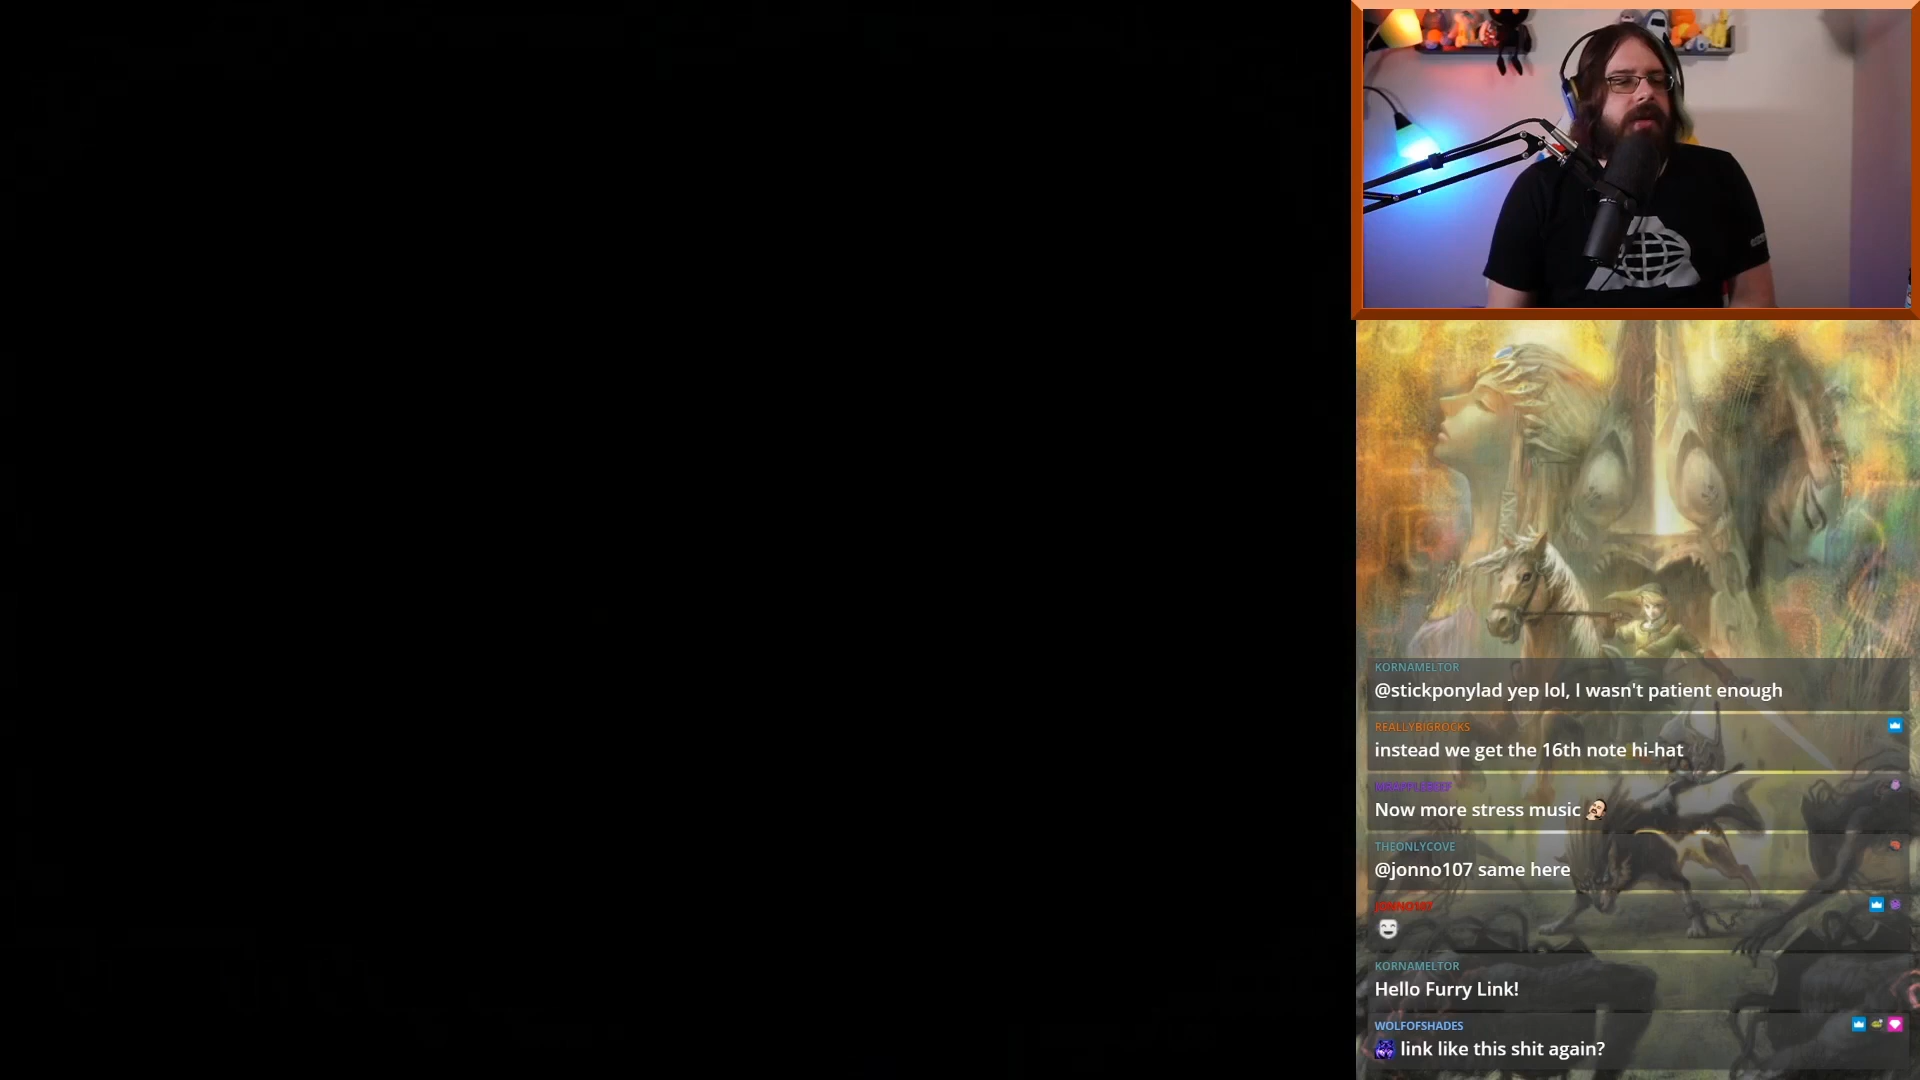 KORNAMELTOR
@stickponylad yep lol, I wasn't patient enough
REALLYBIGROCKS
instead we get the 16th note hi-hat
Now more stress music
THEONLYCOVE
@jonno107 same here
JONNO107
KORNAMELTOR
Hello Furry Link!
WOLFOFSHADES
link like this shit again?